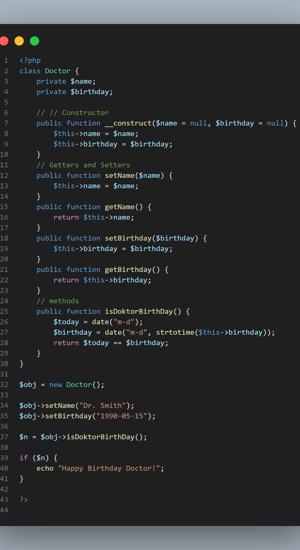 1 <?php
2 class Doctor {
3     private $name;
4     private $birthday;
5
6     // // Constructor
7     public function __construct($name = null, $birthday = null) {
8         $this->name = $name;
9         $this->birthday = $birthday;
10     }
11     // Getters and Setters
12     public function setName($name) {
13         $this->name = $name;
14     }
15     public function getName() {
16         return $this->name;
17     }
18     public function setBirthday($birthday) {
19         $this->birthday = $birthday;
20     }
21     public function getBirthday() {
22         return $this->birthday;
23     }
24     // methods
25     public function isDoktorBirthDay() {
26         $today = date("m-d");
27         $birthday = date("m-d", strtotime($this->birthday));
28         return $today == $birthday;
29     }
30 }
31
32 $obj = new Doctor();
33
34 $obj->setName("Dr. Smith");
35 $obj->setBirthday("1990-05-15");
36
37 $n = $obj->isDoktorBirthDay();
38
39 if ($n) {
40     echo "Happy Birthday Doctor!";
41 }
42
43 ?>
44